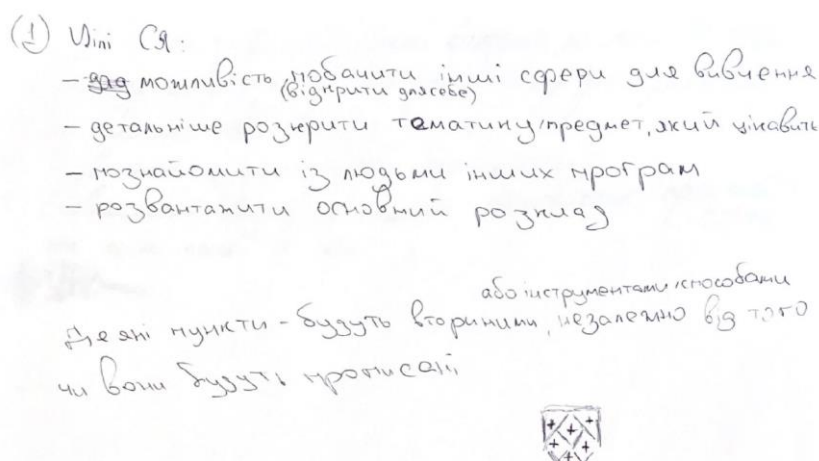 (1) Цілі СЯ:
- зад можливість побачити інші сфери для вивчення
(відкрити для себе)
- детальніше розкрити тематику/предмет, який цікавить
- познайомити із людьми інших програм
- розвантажити основний розклад
або інструментами/способами
Деякі пункти - будуть вториними, незалежно від того
чи вони будуть прописані